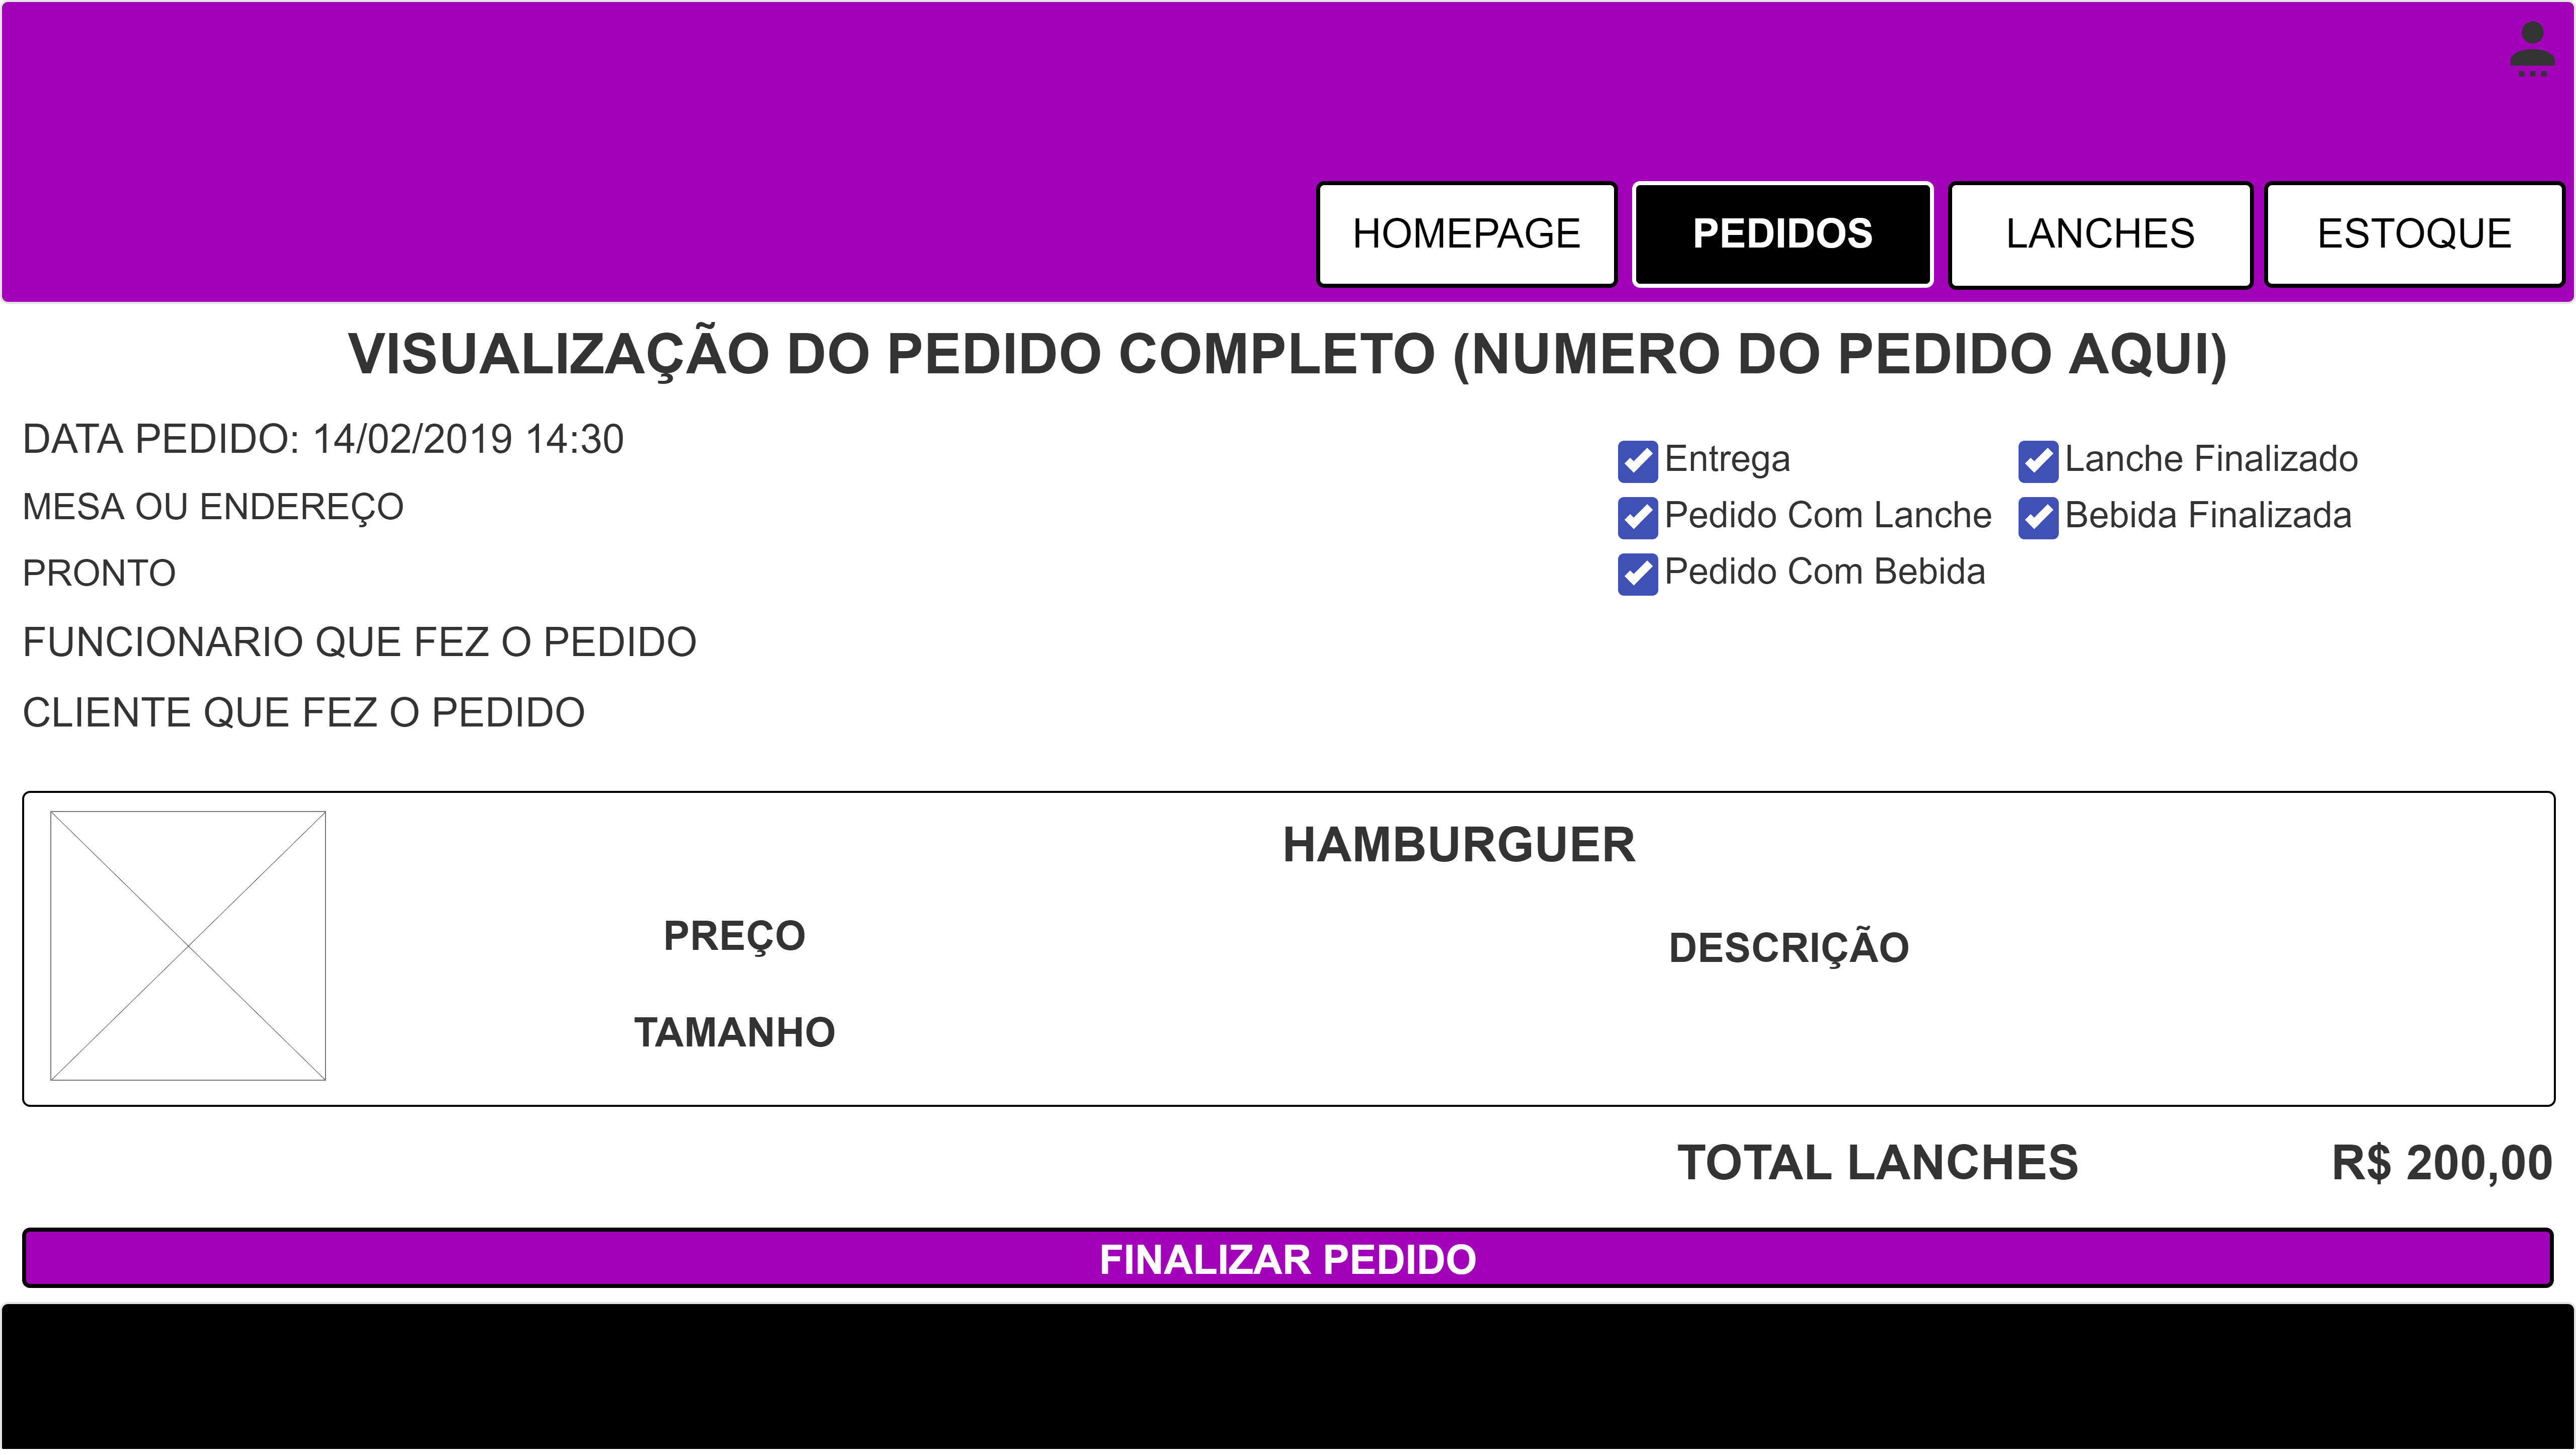 HOMEPAGE PEDIDOS LANCHES ESTOQUE
VISUALIZAÇÃO DO PEDIDO COMPLETO (NUMERO DO PEDIDO AQUI)
DATA PEDIDO: 14/02/2019 14:30
MESA OU ENDEREÇO
PRONTO
FUNCIONARIO QUE FEZ O PEDIDO
CLIENTE QUE FEZ O PEDIDO
Entrega
Pedido Com Lanche
Pedido Com Bebida
Lanche Finalizado
Bebida Finalizada
HAMBURGUER
PREÇO
TAMANHO
DESCRIÇÃO
TOTAL LANCHES R$ 200,00
FINALIZAR PEDIDO